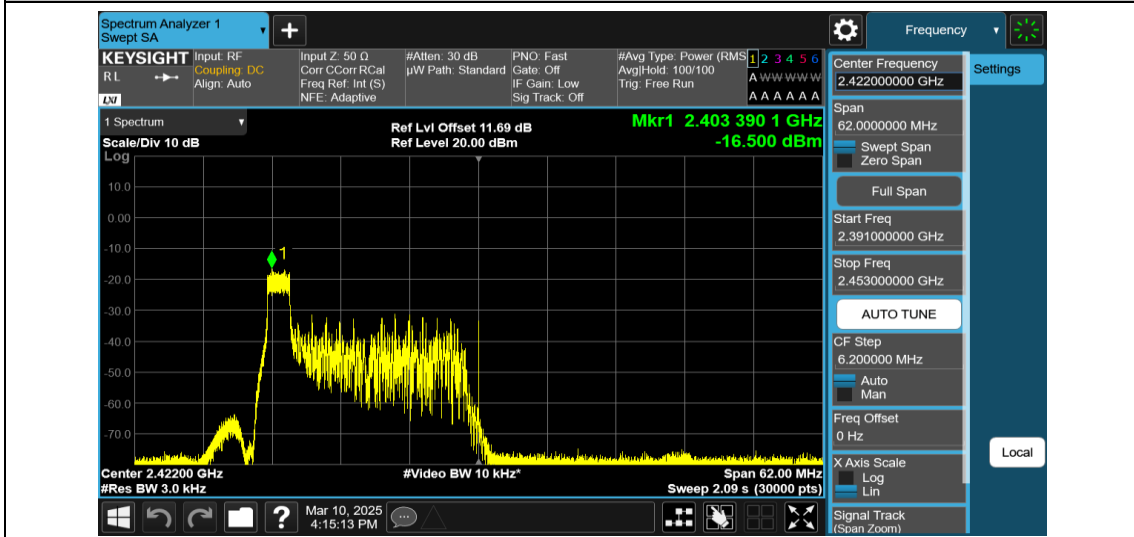 Spectrum Analyzer 1
Swept SA
Frequency
KEYSIGHT
RL
LXI
Input: RF
Coupling: DC
Align: Auto
Input Z: 50 Ω
Corr CCorr RCal
Freq Ref: Int (S)
NFE: Adaptive
#Atten: 30 dB
µW Path: Standard
PNO: Fast
Gate: Off
IF Gain: Low
Sig Track: Off
#Avg Type: Power (RMS
Avg|Hold: 100/100
Trig: Free Run
1 2 3 4 5 6
A W W W W W
A A A A A A
1 Spectrum
Scale/Div 10 dB
Log
Ref Lvl Offset 11.69 dB
Ref Level 20.00 dBm
Mkr1 2.403 390 1 GHz
-16.500 dBm
10.0
0.00
-10.0
-20.0
-30.0
-40.0
-50.0
-60.0
-70.0
1
Center 2.42200 GHz
#Res BW 3.0 kHz
#Video BW 10 kHz*
Span 62.00 MHz
Sweep 2.09 s (30000 pts)
Center Frequency
2.422000000 GHz
Settings
Span
62.0000000 MHz
Swept Span
Zero Span
Full Span
Start Freq
2.391000000 GHz
Stop Freq
2.453000000 GHz
AUTO TUNE
CF Step
6.200000 MHz
Auto
Man
Freq Offset
0 Hz
X Axis Scale
Log
Lin
Signal Track
(Span Zoom)
Local
?
Mar 10, 2025
4:15:13 PM